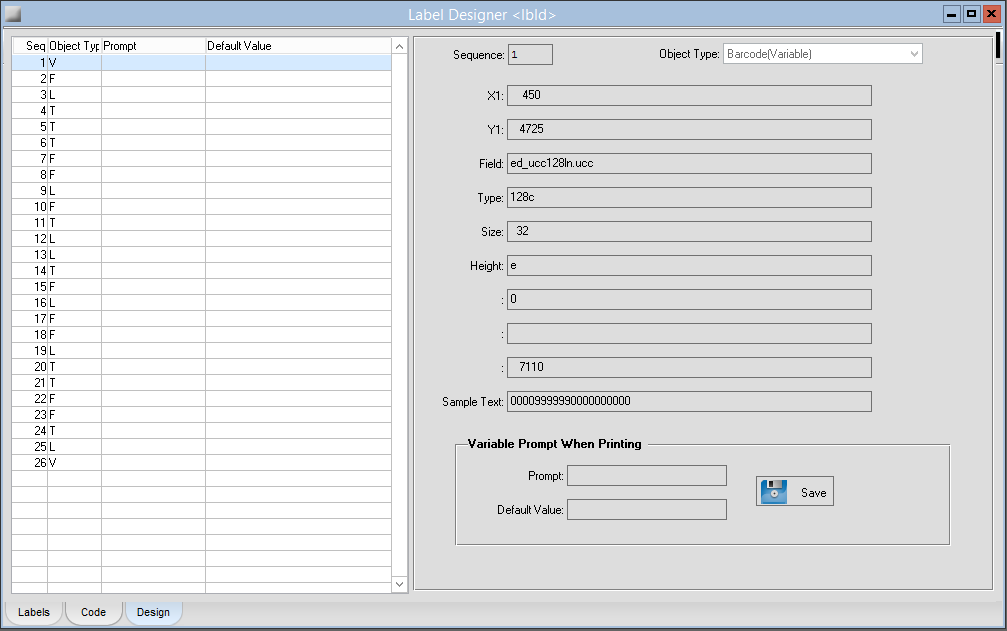 Label Designer <lbld>
Seq Object Typ Prompt Default Value
1 V
2 F
3 L
4 T
5 T
6 T
7 F
8 F
9 L
10 F
11 T
12 L
13 L
14 T
15 F
16 L
17 F
18 F
19 L
20 T
21 T
22 F
23 F
24 T
25 L
26 V
Sequence: 1 Object Type: Barcode(Variable)
X1: 450
Y1: 4725
Field: ed_ucc128ln.ucc
Type: 128c
Size: 32
Height: e
: 0
:
: 7110
Sample Text: 00009999990000000000
Variable Prompt When Printing
Prompt:
Default Value:
Save
Labels Code Design